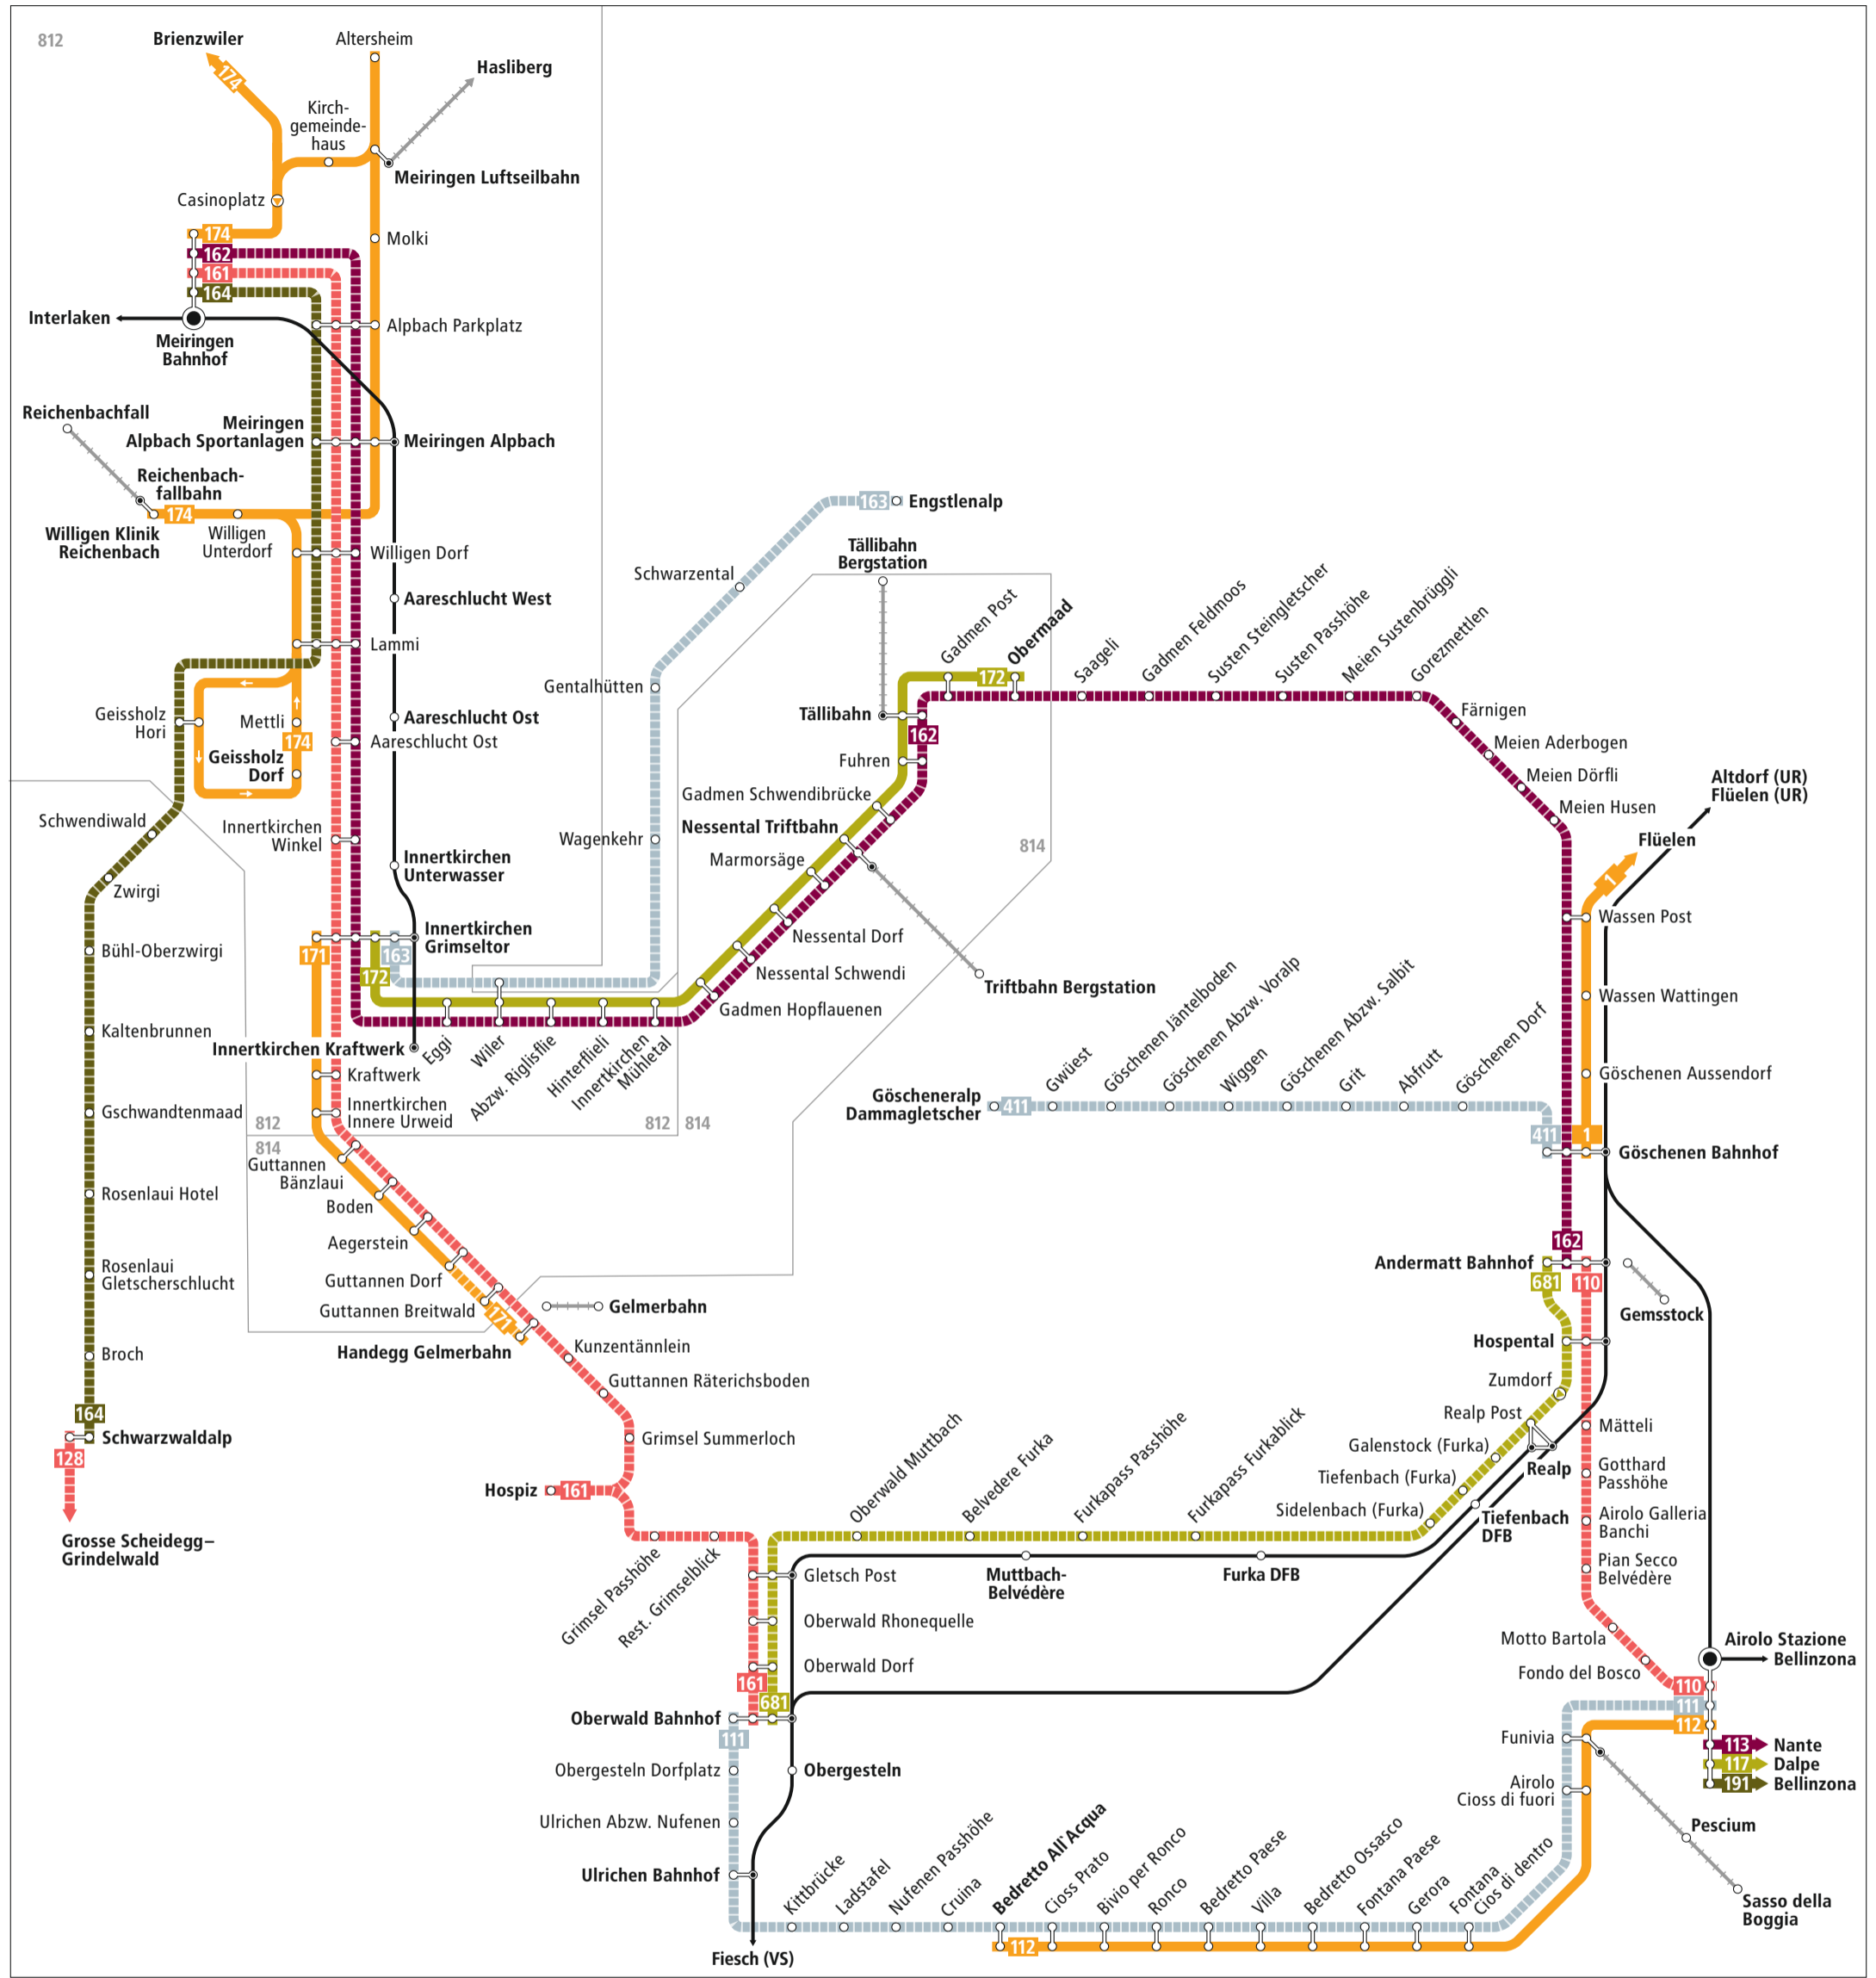 812
Brienzwiler
Altersheim
Hasliberg
174
Kirch-
gemeinde-
haus
Meiringen Luftseilbahn
Casinoplatz
174
162
161
164
Molki
Interlaken
Meiringen
Bahnhof
Alpbach Parkplatz
Reichenbachfall
Meiringen
Alpbach Sportanlagen
Meiringen Alpbach
Reichenbach-
fallbahn
174
Willigen Klinik
Reichenbach
Willigen
Unterdorf
Willigen Dorf
163
Engstlenalp
Tällibahn
Bergstation
Schwarzental
Aareschlucht West
Lammi
Gentalhütten
Geissholz
Hori
Mettli
174
Geissholz
Dorf
Aareschlucht Ost
Aareschlucht Ost
Gadmen Post
Obermaad
172
Saageli
Gadmen Feldmoos
Susten Steingletscher
Susten Passhöhe
Meien Sustenbrüggli
Gorezmettlen
Tällibahn
162
Fuhren
Färnigen
Meien Aderbogen
Meien Dörfli
Meien Husen
Altdorf (UR)
Flüelen (UR)
Flüelen
1
Gadmen Schwendibrücke
Nessental Triftbahn
Marmorsäge
814
Schwendiwald
Innertkirchen
Winkel
Wagenkehr
Zwirgi
Innertkirchen
Unterwasser
Bühl-Oberzwirgi
Innertkirchen
Grimseltor
171
163
172
Nessental Dorf
Nessental Schwendi
Gadmen Hopflauenen
Triftbahn Bergstation
Wassen Post
Wassen Wattingen
Göschenen Aussendorf
Kaltenbrunnen
Innertkirchen Kraftwerk
Eggi
Wiler
Abzw. Riglisflie
Hinterflieli
Innertkirchen
Mühletal
Kraftwerk
Innertkirchen
Innere Urweid
Gschwandtenmaad
812
812
814
814
Göscheneralp
Dammagletscher
411
Gwüest
Göschenen Jäntelboden
Göschenen Abzw. Voralp
Wiggen
Göschenen Abzw. Salbit
Grit
Abfrutt
Göschenen Dorf
411
1
Göschenen Bahnhof
Guttannen
Bänzlaui
Boden
Aegerstein
Guttannen Dorf
Guttannen Breitwald
171
Handegg Gelmerbahn
Gelmerbahn
Rosenlaui Hotel
Rosenlaui
Gletscherschlucht
Broch
164
Schwarzwaldalp
128
Grosse Scheidegg–
Grindelwald
162
Andermatt Bahnhof
681
110
Gemsstock
Hospental
Kunzentännlein
Guttannen Räterichsboden
Grimsel Summerloch
Hospiz
161
Zumdorf
Realp Post
Galenstock (Furka)
Tiefenbach (Furka)
Sidelenbach (Furka)
Realp
Tiefenbach
DFB
Mätteli
Gotthard
Passhöhe
Airolo Galleria
Banchi
Pian Secco
Belvédère
Oberwald Muttbach
Belvedere Furka
Furkapass Passhöhe
Furkapass Furkablick
Grimsel Passhöhe
Rest. Grimselblick
Gletsch Post
Muttbach-
Belvédère
Furka DFB
Oberwald Rhonequelle
Oberwald Dorf
161
681
Oberwald Bahnhof
111
Motto Bartola
Fondo del Bosco
Airolo Stazione
Bellinzona
110
111
112
113
Nante
117
Dalpe
191
Bellinzona
Funivia
Airolo
Cioss di fuori
Pescium
Sasso della
Boggia
Obergesteln Dorfplatz
Obergesteln
Ulrichen Abzw. Nufenen
Ulrichen Bahnhof
Fiesch (VS)
Kittbrücke
Ladstafel
Nufenen Passhöhe
Cruina
Bedretto All'Acqua
112
Cioss Prato
Bivio per Ronco
Ronco
Bedretto Paese
Villa
Bedretto Ossasco
Fontana Paese
Gerora
Fontana
Cios di dentro